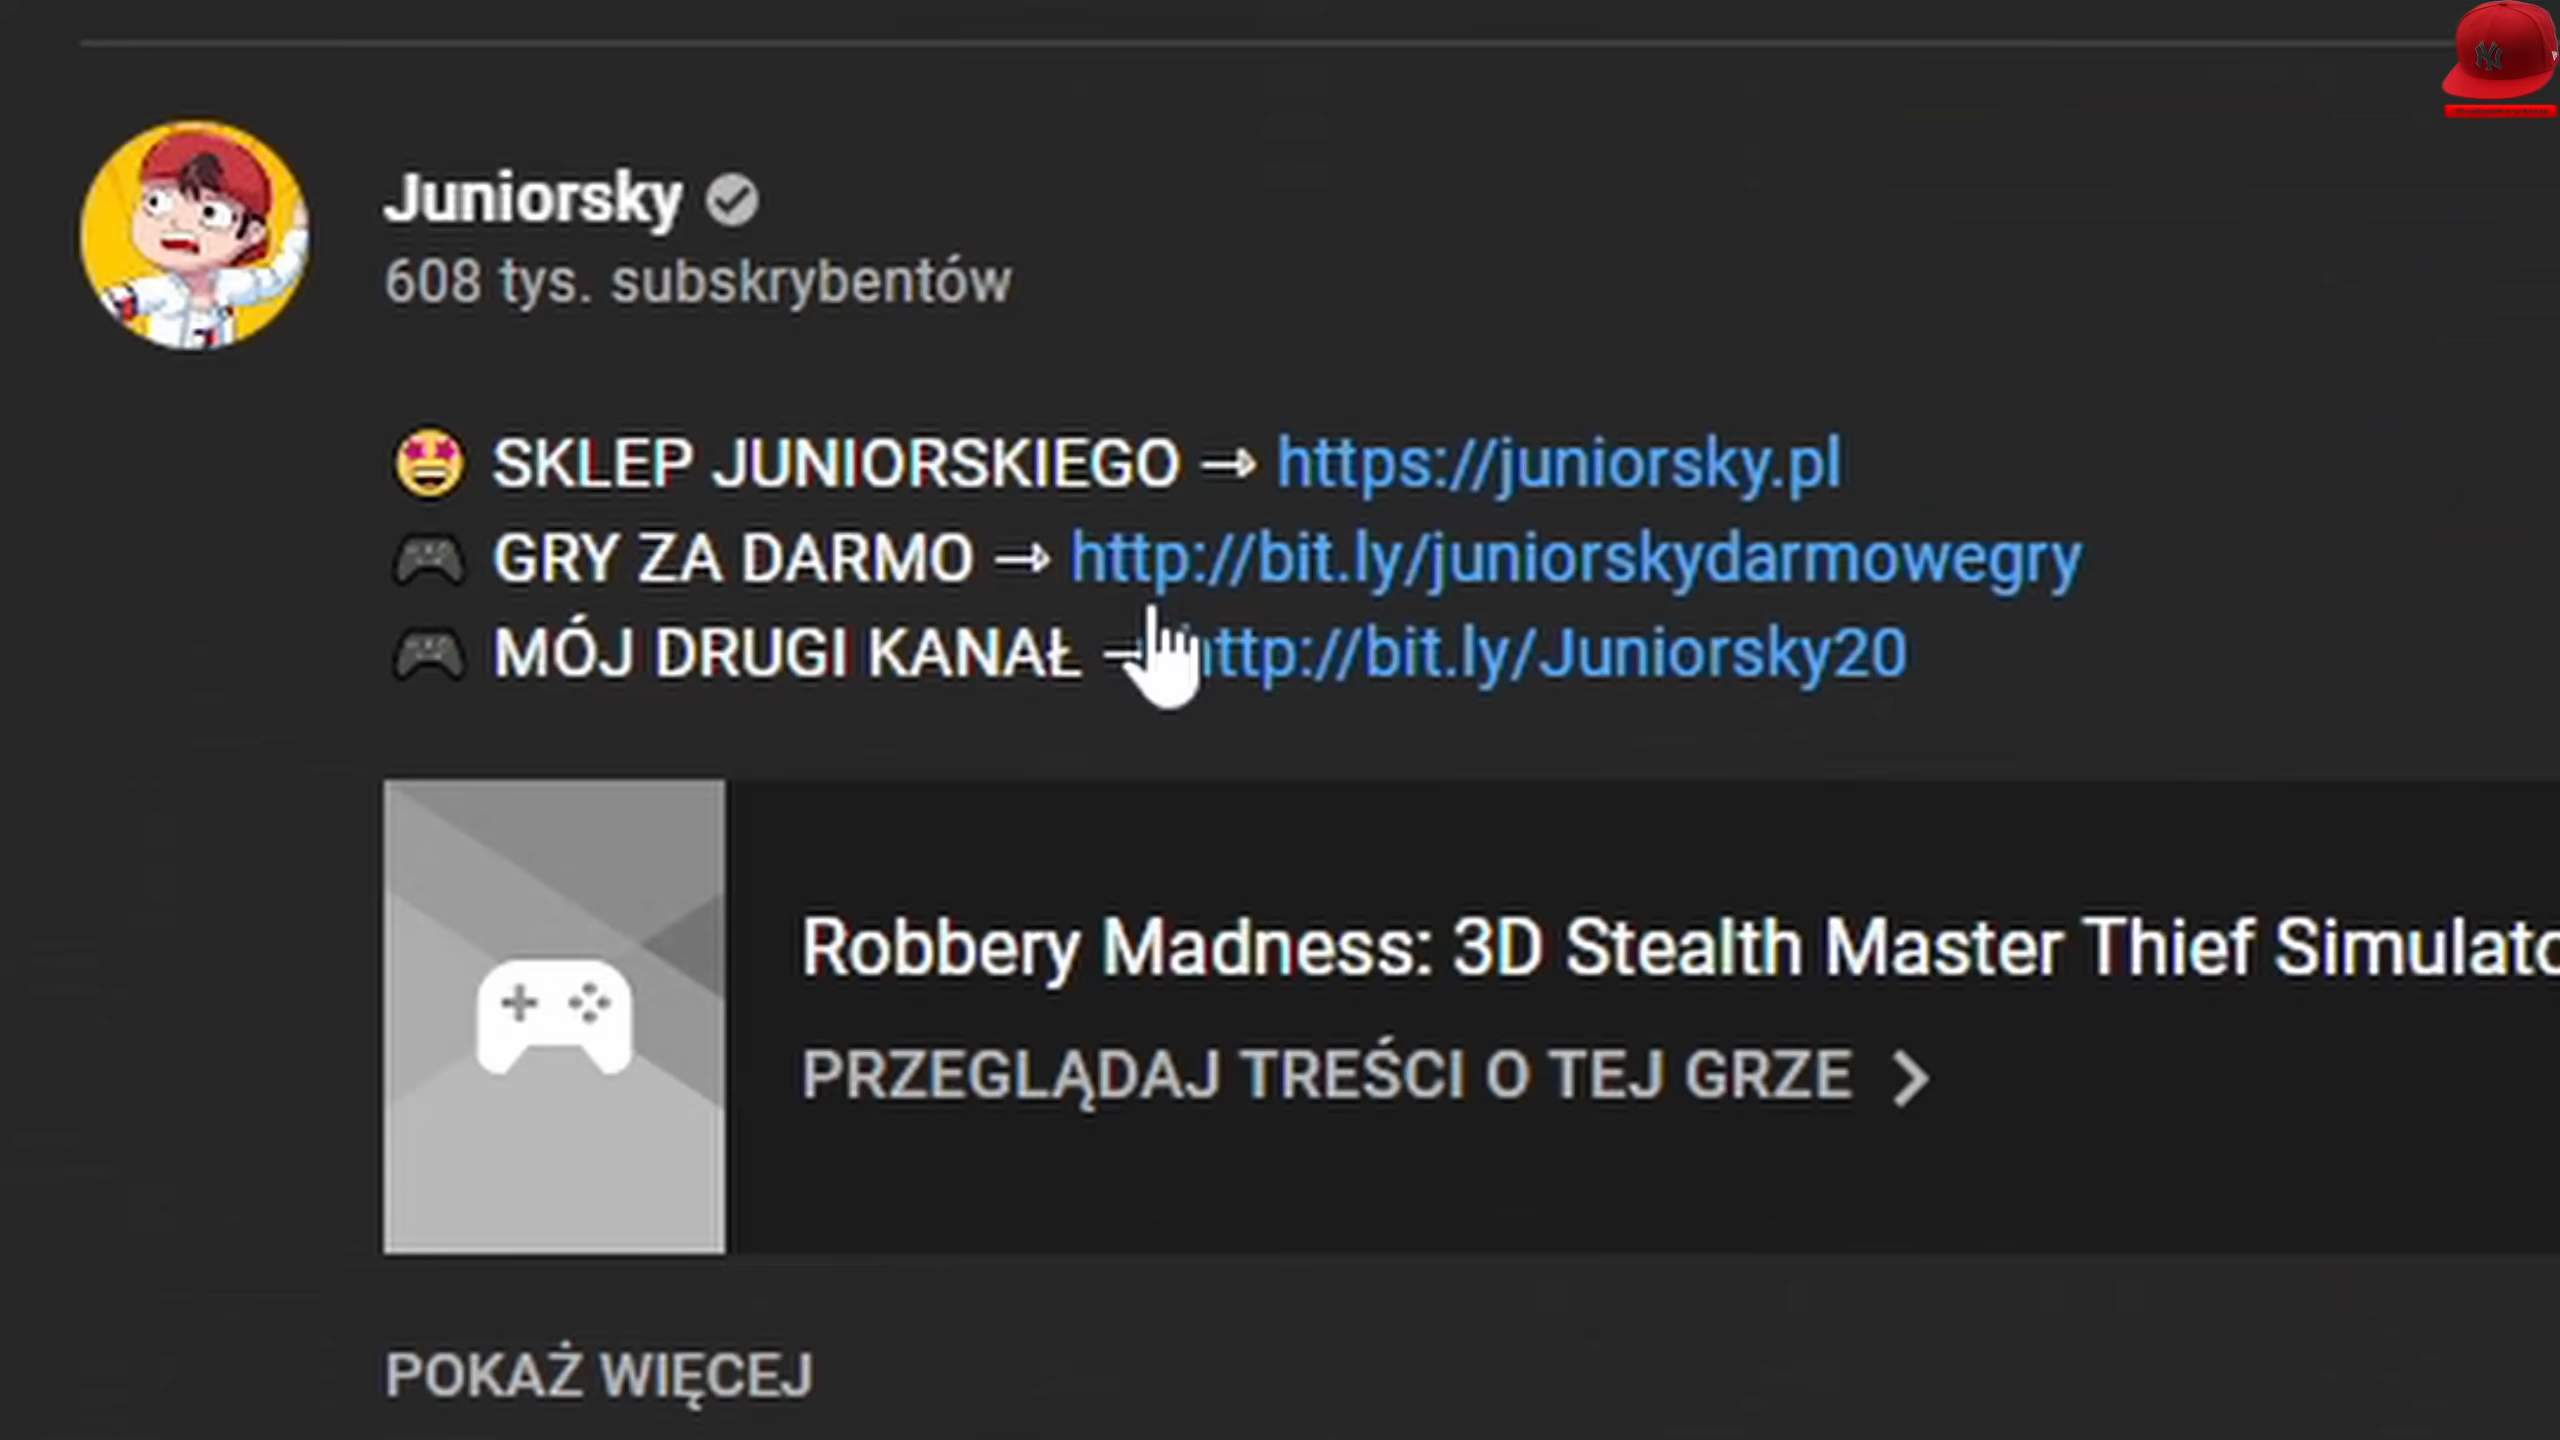 Juniorsky
608 tys. subskrybentów
SKLEP JUNIORSKIEGO → https://juniorsky.pl
GRY ZA DARMO → http://bit.ly/juniorskydarmowegry
MÓJ DRUGI KANAŁ → ttp://bit.ly/Juniorsky20
Robbery Madness: 3D Stealth Master Thief Simulato
PRZEGLĄDAJ TREŚCI O TEJ GRZE
POKAŻ WIĘCEJ